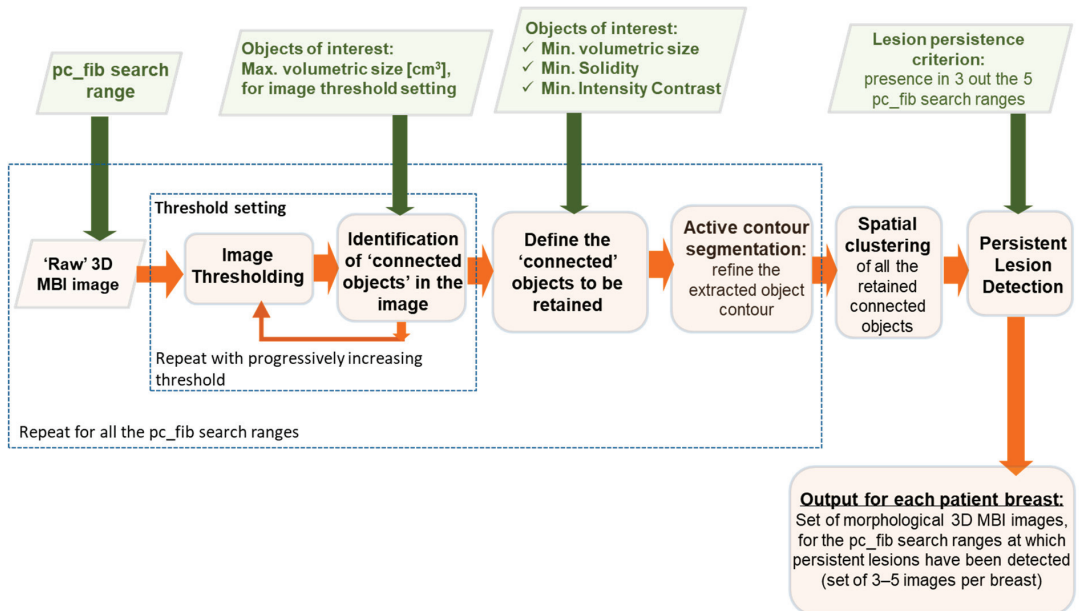 pc_fib search
range
Objects of interest:
Max. volumetric size [cm³],
for image threshold setting
Objects of interest:
✓ Min. volumetric size
✓ Min. Solidity
✓ Min. Intensity Contrast
Lesion persistence
criterion:
presence in 3 out the 5
pc_fib search ranges
Threshold setting
‘Raw’ 3D
MBI image
Image
Thresholding
Identification
of ‘connected
objects’ in the
image
Define the
‘connected’
objects to be
retained
Active contour
segmentation:
refine the
extracted object
contour
Spatial
clustering
of all the
retained
connected
objects
Persistent
Lesion
Detection
Repeat with progressively increasing
threshold
Repeat for all the pc_fib search ranges
Output for each patient breast:
Set of morphological 3D MBI images,
for the pc_fib search ranges at which
persistent lesions have been detected
(set of 3–5 images per breast)